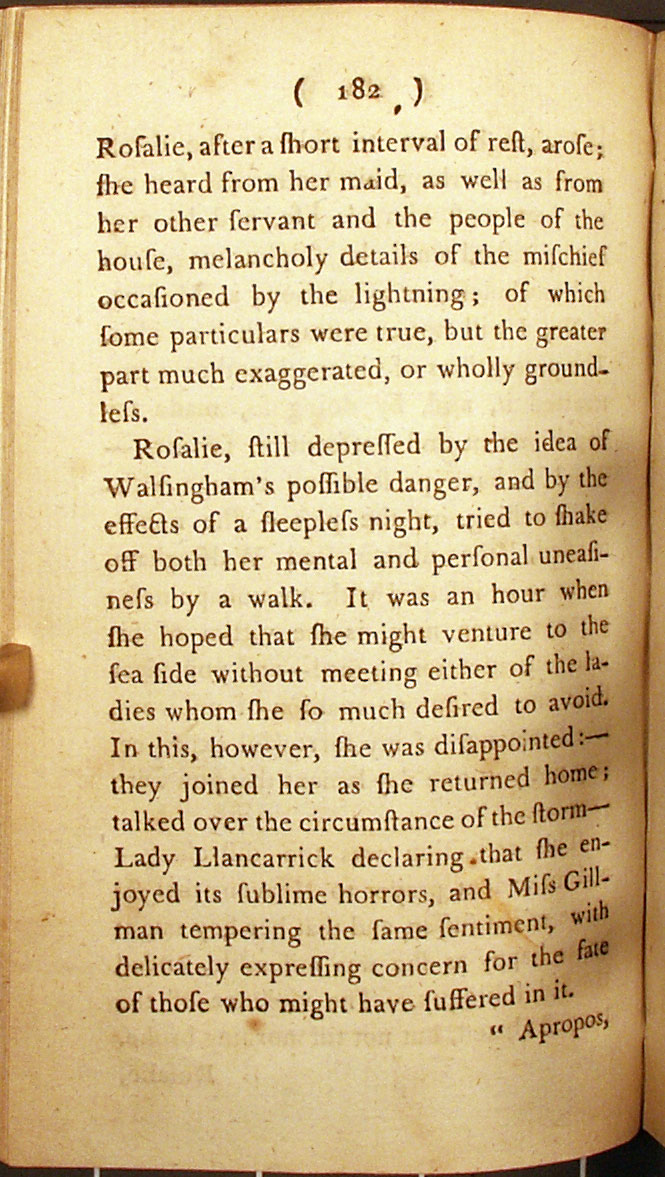 ( 182 )
Roſalie, after a ſhort interval of reſt, aroſe;
ſhe heard from her maid, as well as from
her other ſervant and the people of the
houſe, melancholy details of the miſchief
occaſioned by the lightning; of which
ſome particulars were true, but the greater
part much exaggerated, or wholly ground-
leſs.
Roſalie, ſtill depreſſed by the idea of
Walſingham's poſſible danger, and by the
effects of a ſleepleſs night, tried to ſhake
off both her mental and perſonal uneaſi-
neſs by a walk. It was an hour when
ſhe hoped that ſhe might venture to the
ſea ſide without meeting either of the la-
dies whom ſhe ſo much deſired to avoid.
In this, however, ſhe was diſappointed:—
they joined her as ſhe returned home;
talked over the circumſtance of the ſtorm—
Lady Llancarrick declaring that ſhe en-
joyed its ſublime horrors, and Miſs Gill-
man tempering the ſame ſentiment, with
delicately expreſſing concern for the fate
of thoſe who might have ſuffered in it.
“ Apropos,